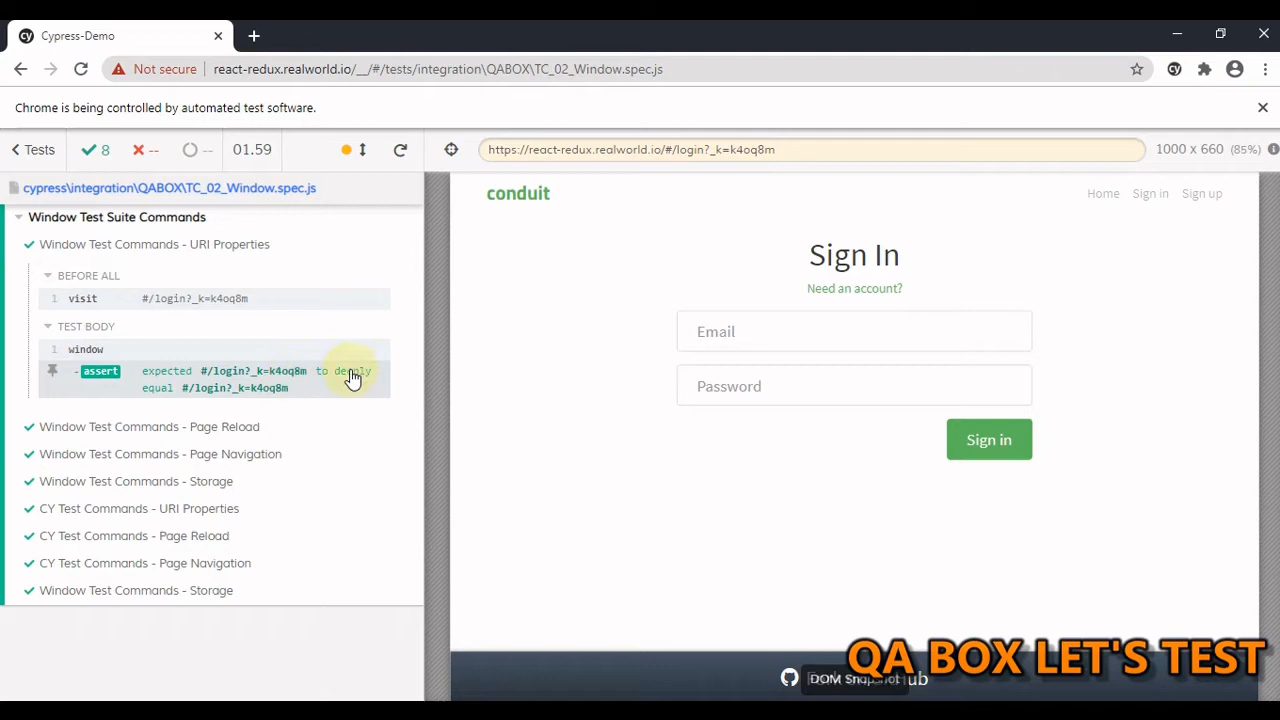 Cypress-Demo
Not secure react-redux.realworld.io/__/#/tests/integration\QABOX\TC_02_Window.spec.js
Chrome is being controlled by automated test software.
Tests 8 -- -- 01.59
https://react-redux.realworld.io/#/login?_k=k4oq8m 1000 x 660 (85%)
cypress\integration\QABOX\TC_02_Window.spec.js
Window Test Suite Commands
Window Test Commands - URI Properties
BEFORE ALL
1 visit #/login?_k=k4oq8m
TEST BODY
1 window
- assert expected #/login?_k=k4oq8m to deeply
equal #/login?_k=k4oq8m
Window Test Commands - Page Reload
Window Test Commands - Page Navigation
Window Test Commands - Storage
CY Test Commands - URI Properties
CY Test Commands - Page Reload
CY Test Commands - Page Navigation
Window Test Commands - Storage
conduit Home Sign in Sign up
Sign In
Need an account?
Email
Password
Sign in
DOM Snapshot
QA BOX LET'S TEST